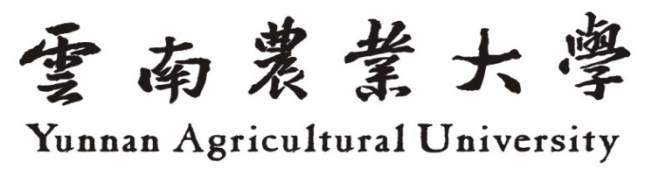 雲南農業大學
Yunnan Agricultural University